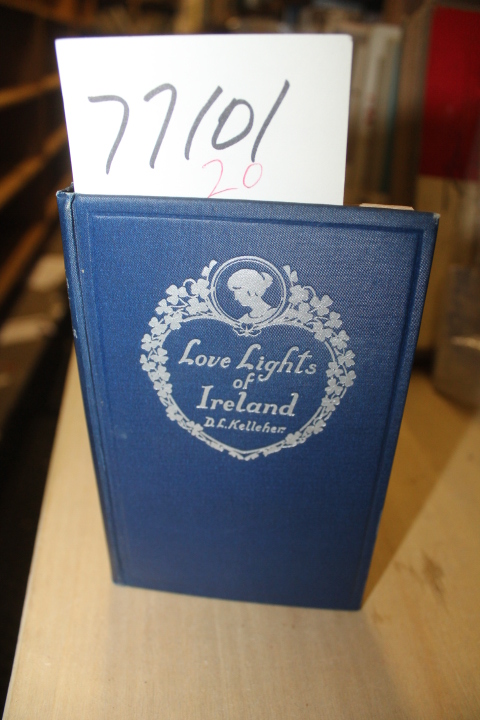 77101
20
Love Lights
of
Ireland
D.L.Kelleher